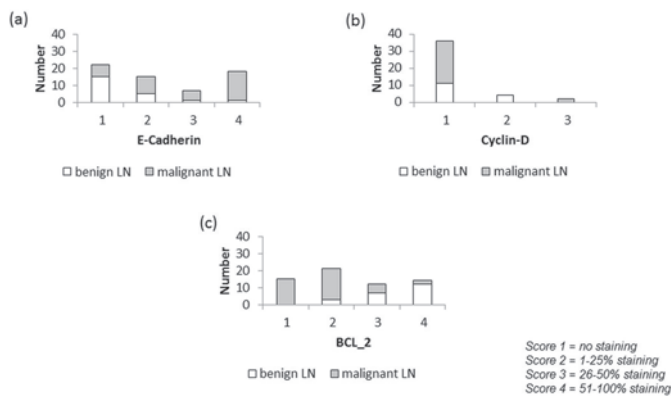 (a)
40
30
20
10
0
Number
1 2 3 4
E-Cadherin
□ benign LN ■ malignant LN
(b)
40
30
20
10
0
Number
1 2 3
Cyclin-D
□ benign LN ■ malignant LN
(c)
40
30
20
10
0
Number
1 2 3 4
BCL_2
□ benign LN ■ malignant LN
Score 1 = no staining
Score 2 = 1-25% staining
Score 3 = 26-50% staining
Score 4 = 51-100% staining